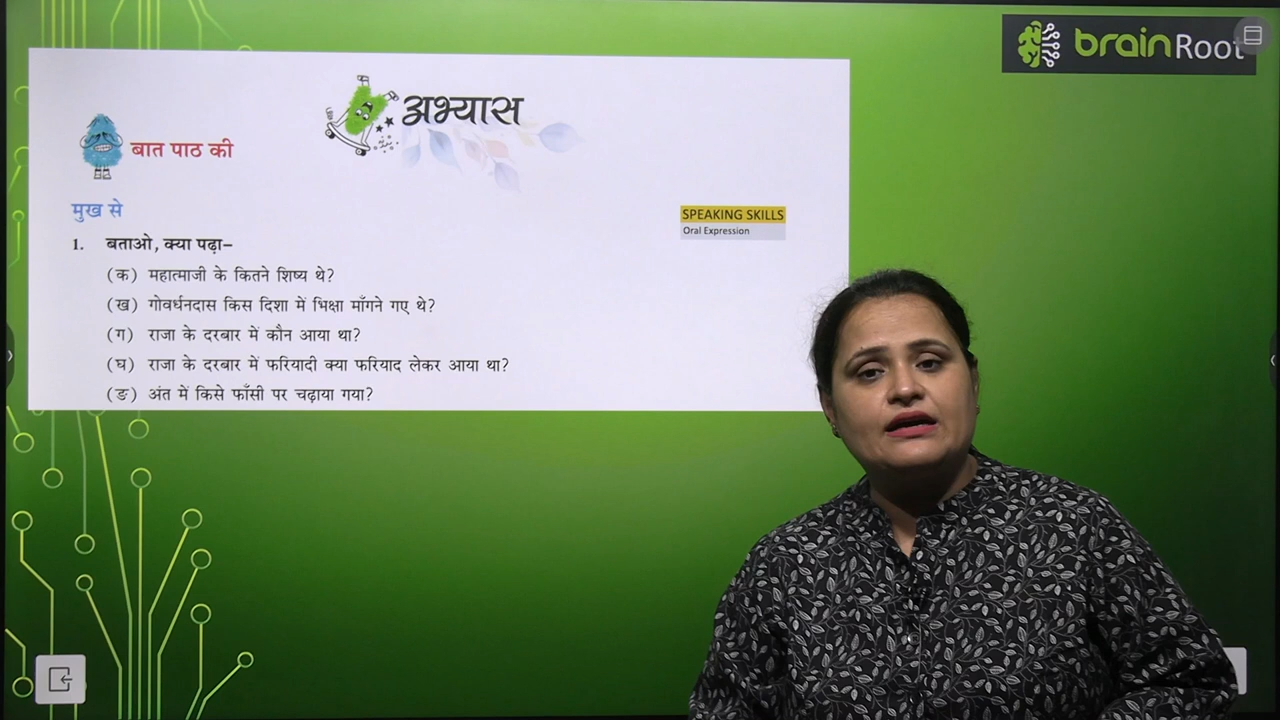 brainRoot
अभ्यास
बात पाठ की
मुख से
SPEAKING SKILLS
Oral Expression
1. बताओ, क्या पढ़ा–
(क) महात्माजी के कितने शिष्य थे?
(ख) गोवर्धनदास किस दिशा में भिक्षा माँगने गए थे?
(ग) राजा के दरबार में कौन आया था?
(घ) राजा के दरबार में फरियादी क्या फरियाद लेकर आया था?
(ङ) अंत में किसे फाँसी पर चढ़ाया गया?